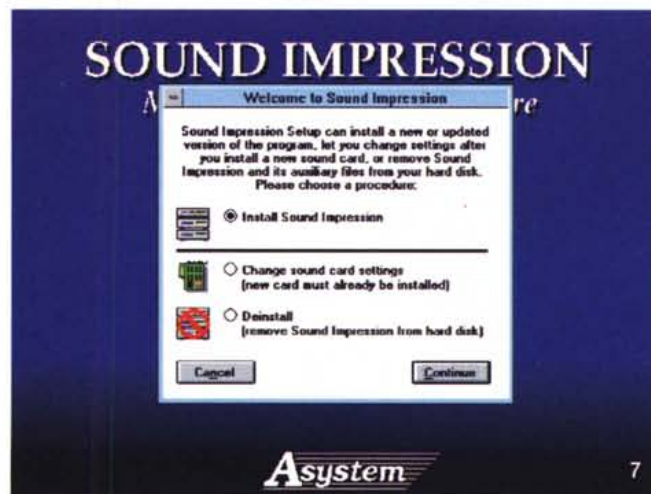 SOUND IMPRESSION
M re
Welcome to Sound Impression
Sound Impression Setup can install a new or updated
version of the program, let you change settings after
you install a new sound card, or remove Sound
Impression and its auxiliary files from your hard disk.
Please choose a procedure:
Install Sound Impression
Change sound card settings
(new card must already be installed)
Deinstall
(remove Sound Impression from hard disk)
Cancel Continue
Asystem
7